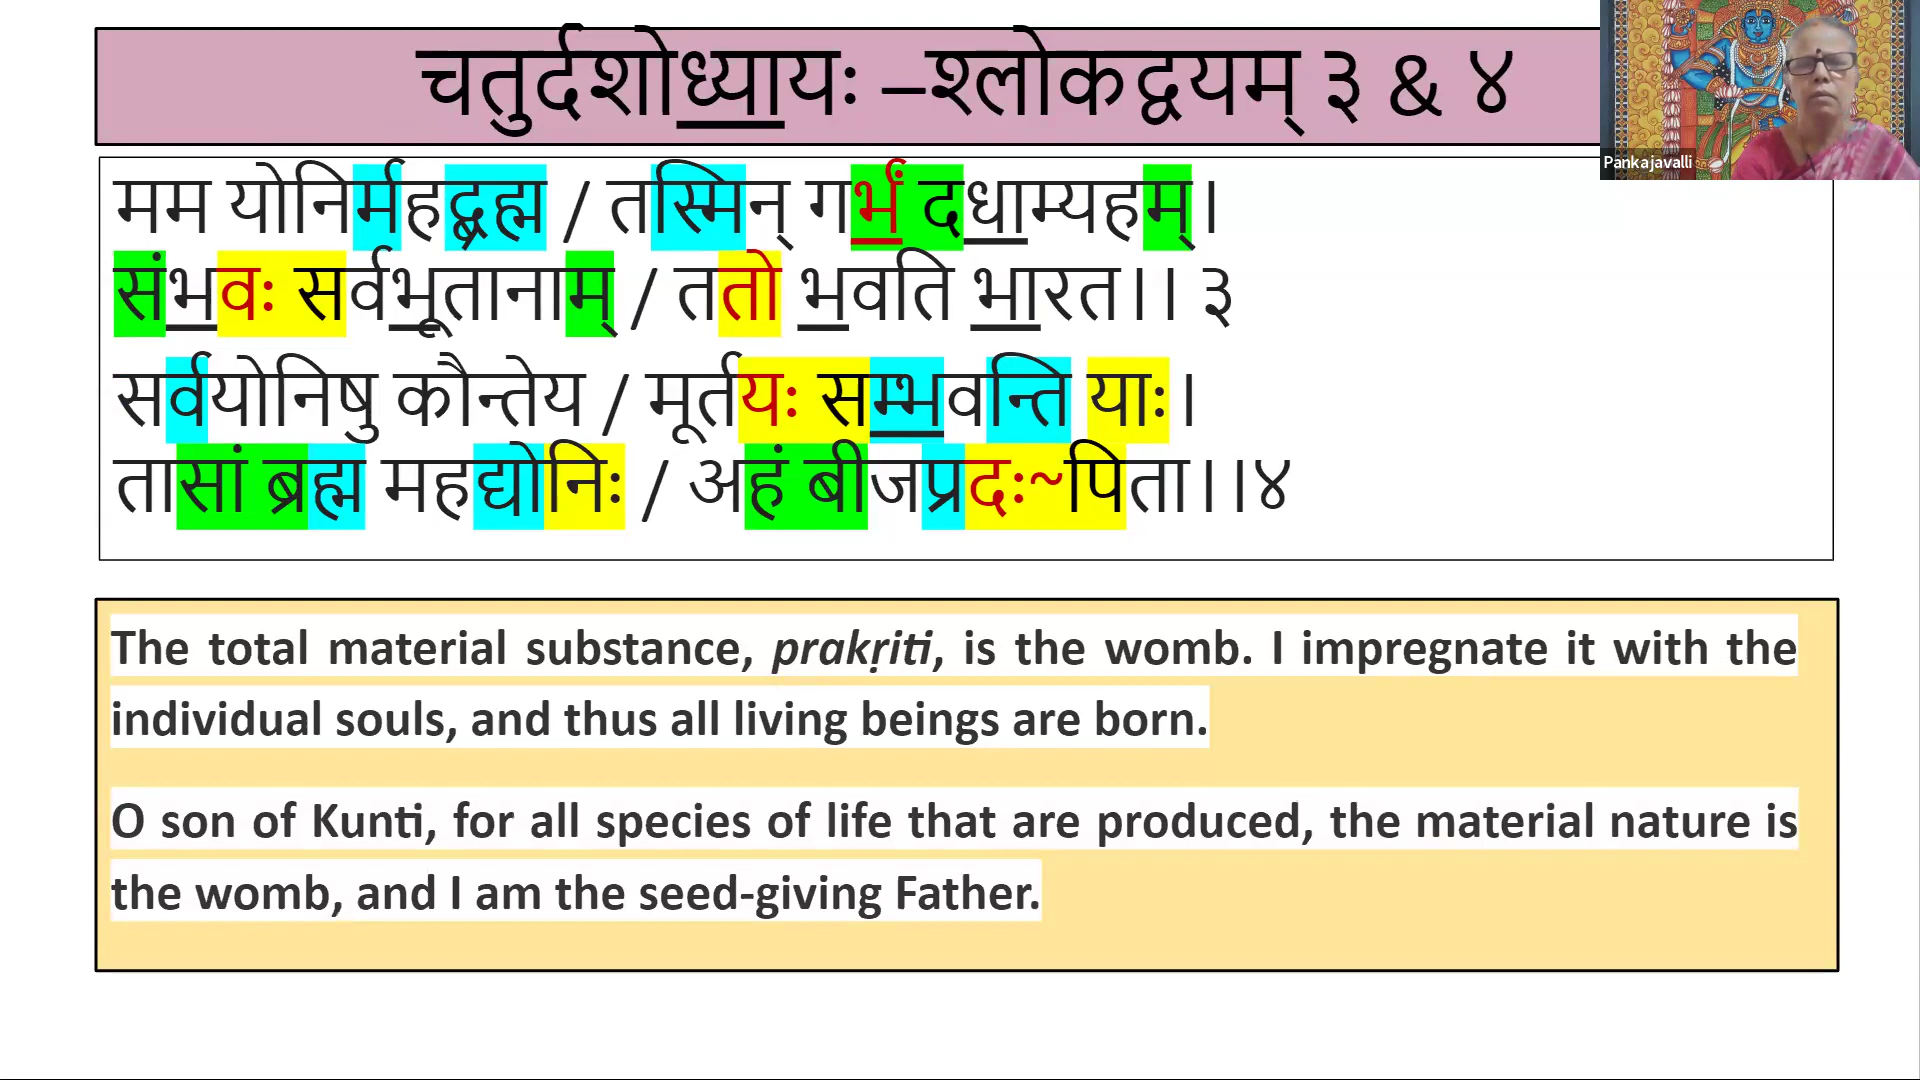 चतुर्दशोध्यायः –श्लोकद्वयम् ३ & ४
Pankajavalli
मम योनिर्महद्ब्रह्म / तस्मिन् गर्भं दधाम्यहम्।
संभवः सर्वभूतानाम् / ततो भवति भारत।। ३
सर्वयोनिषु कौन्तेय / मूर्तयः सम्भवन्ति याः।
तासां ब्रह्म महद्योनिः / अहं बीजप्रदः~पिता।।४
The total material substance, prakṛiti, is the womb. I impregnate it with the
individual souls, and thus all living beings are born.
O son of Kunti, for all species of life that are produced, the material nature is
the womb, and I am the seed-giving Father.